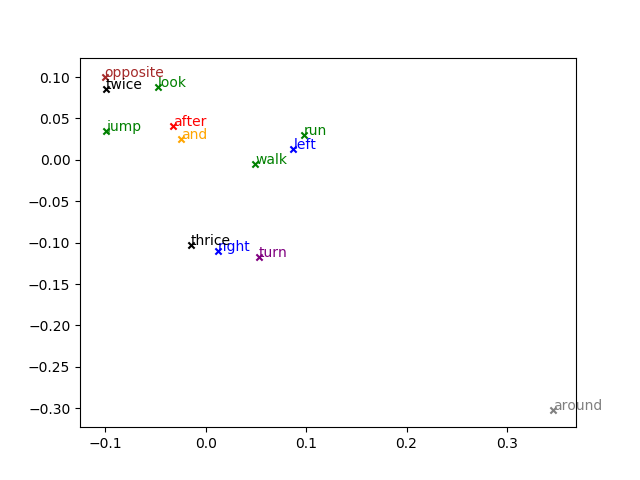 opposite
0.10
look
twice
jump
after
0.05
run
and
left
walk
0.00
−0.05
thrice
−0.10
right
turn
−0.15
−0.20
−0.25
around
−0.30
−0.1 0.0 0.1 0.2 0.3